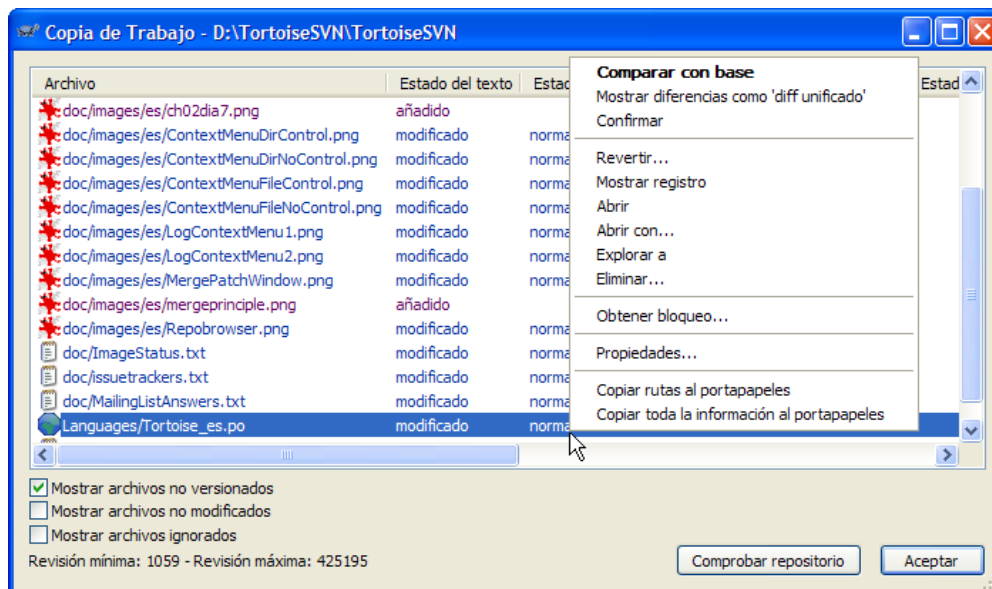 Copia de Trabajo - D:\TortoiseSVN\TortoiseSVN
Archivo Estado del texto Estad Estad
doc/images/es/ch02dia7.png añadido
doc/images/es/ContextMenuDirControl.png modificado norma
doc/images/es/ContextMenuDirNoControl.png modificado norma
doc/images/es/ContextMenuFileControl.png modificado norma
doc/images/es/ContextMenuFileNoControl.png modificado norma
doc/images/es/LogContextMenu1.png modificado norma
doc/images/es/LogContextMenu2.png modificado norma
doc/images/es/MergePatchWindow.png modificado norma
doc/images/es/mergeprinciple.png añadido
doc/images/es/Repobrowser.png modificado norma
doc/ImageStatus.txt modificado norma
doc/issuetrackers.txt modificado norma
doc/MailingListAnswers.txt modificado norma
Languages/Tortoise_es.po modificado norma
Comparar con base
Mostrar diferencias como 'diff unificado'
Confirmar
Revertir...
Mostrar registro
Abrir
Abrir con...
Explorar a
Eliminar...
Obtener bloqueo...
Propiedades...
Copiar rutas al portapapeles
Copiar toda la información al portapapeles
Mostrar archivos no versionados
Mostrar archivos no modificados
Mostrar archivos ignorados
Revisión mínima: 1059 - Revisión máxima: 425195
Comprobar repositorio
Aceptar